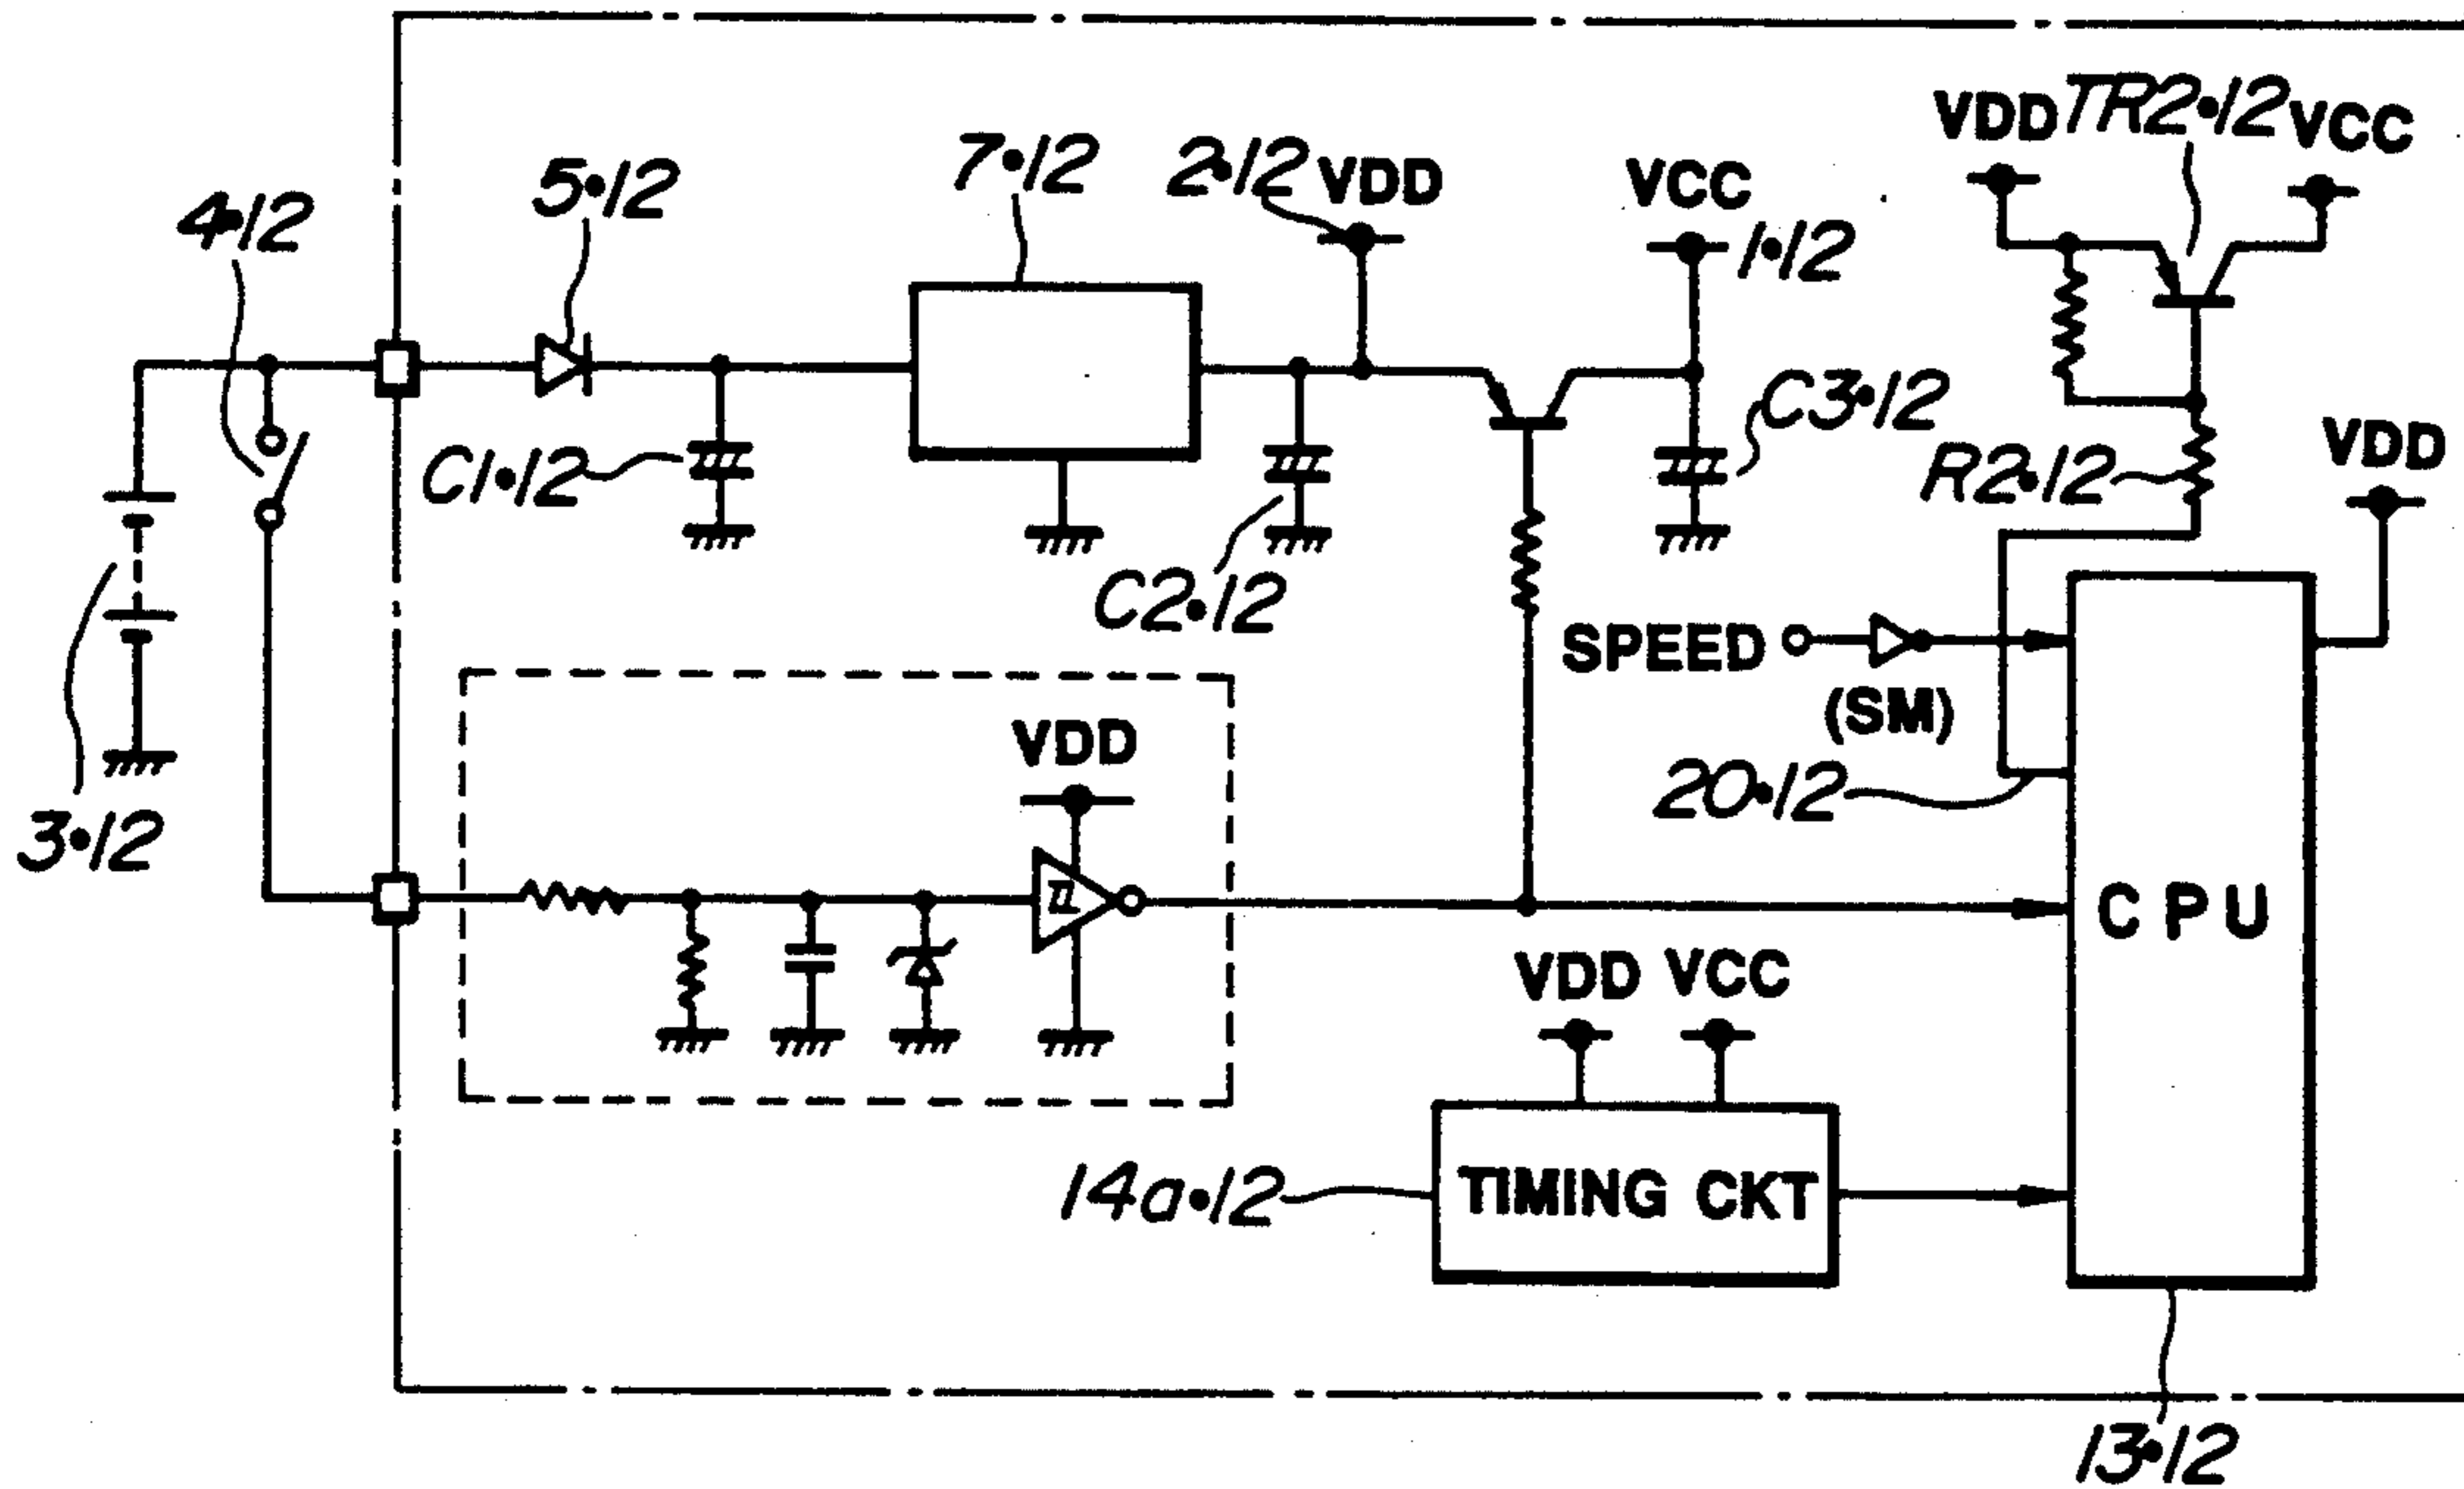 VDD TR2•12 VCC
7•12
2•12 VDD
VCC
5•12
4•12
1•12
C3•12
VDD
C1•12
R2•12
C2•12
SPEED
(SM)
VDD
20•12
3•12
CPU
VDD VCC
14a•12
TIMING CKT
13•12